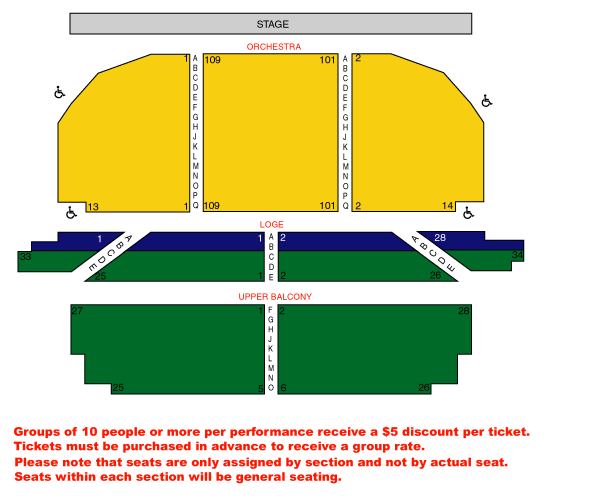 STAGE
ORCHESTRA
1 A 109 101 A 2
B B
C C
D D
E E
F F
G G
H H
J J
K K
L L
M M
N N
O O
P P
13 1 Q 109 101 Q 2 14
LOGE
1 A 1 A 2 A 28
B B B
33 C C C 34
D D D
E 25 1 E 2 26 E
UPPER BALCONY
27 1 F 2 28
G
H
J
K
L
M
N
25 5 O 6 26
Groups of 10 people or more per performance receive a $5 discount per ticket.
Tickets must be purchased in advance to receive a group rate.
Please note that seats are only assigned by section and not by actual seat.
Seats within each section will be general seating.